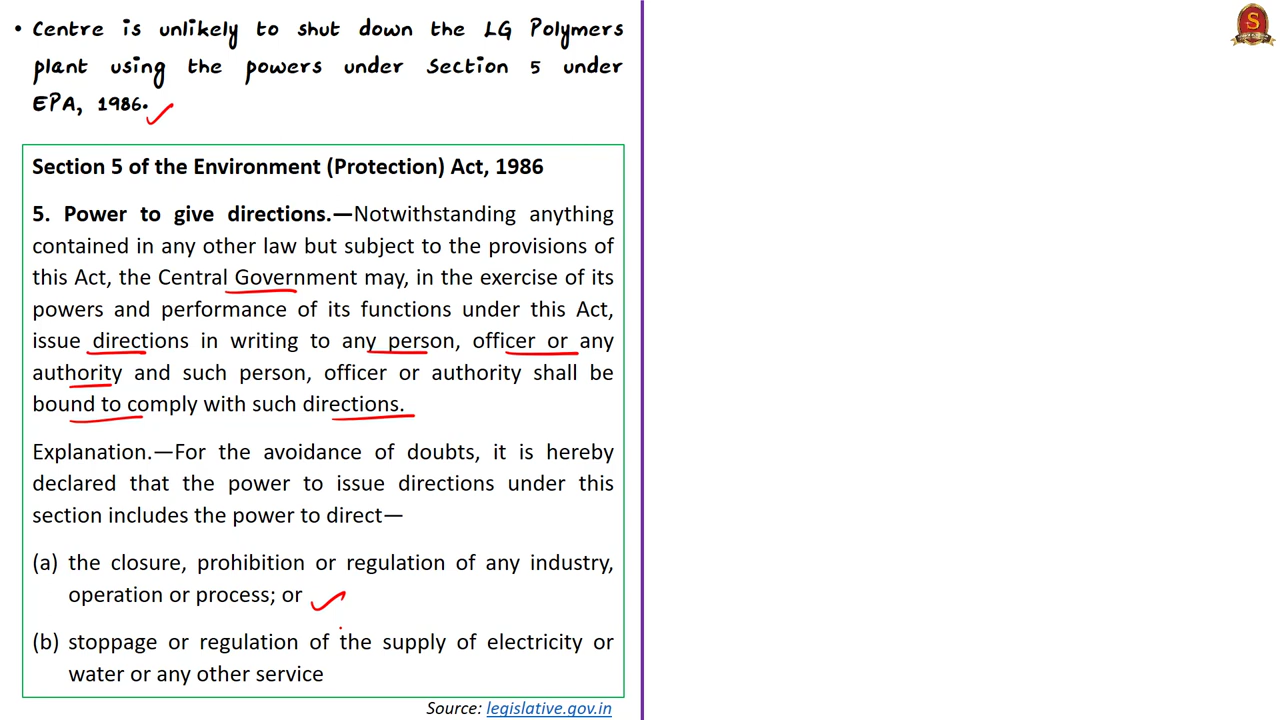 • Centre is unlikely to shut down the LG Polymers
plant using the powers under Section 5 under
EPA, 1986.
Section 5 of the Environment (Protection) Act, 1986
5. Power to give directions.—Notwithstanding anything
contained in any other law but subject to the provisions of
this Act, the Central Government may, in the exercise of its
powers and performance of its functions under this Act,
issue directions in writing to any person, officer or any
authority and such person, officer or authority shall be
bound to comply with such directions.
Explanation.—For the avoidance of doubts, it is hereby
declared that the power to issue directions under this
section includes the power to direct—
(a) the closure, prohibition or regulation of any industry,
operation or process; or
(b) stoppage or regulation of the supply of electricity or
water or any other service
Source: legislative.gov.in
S